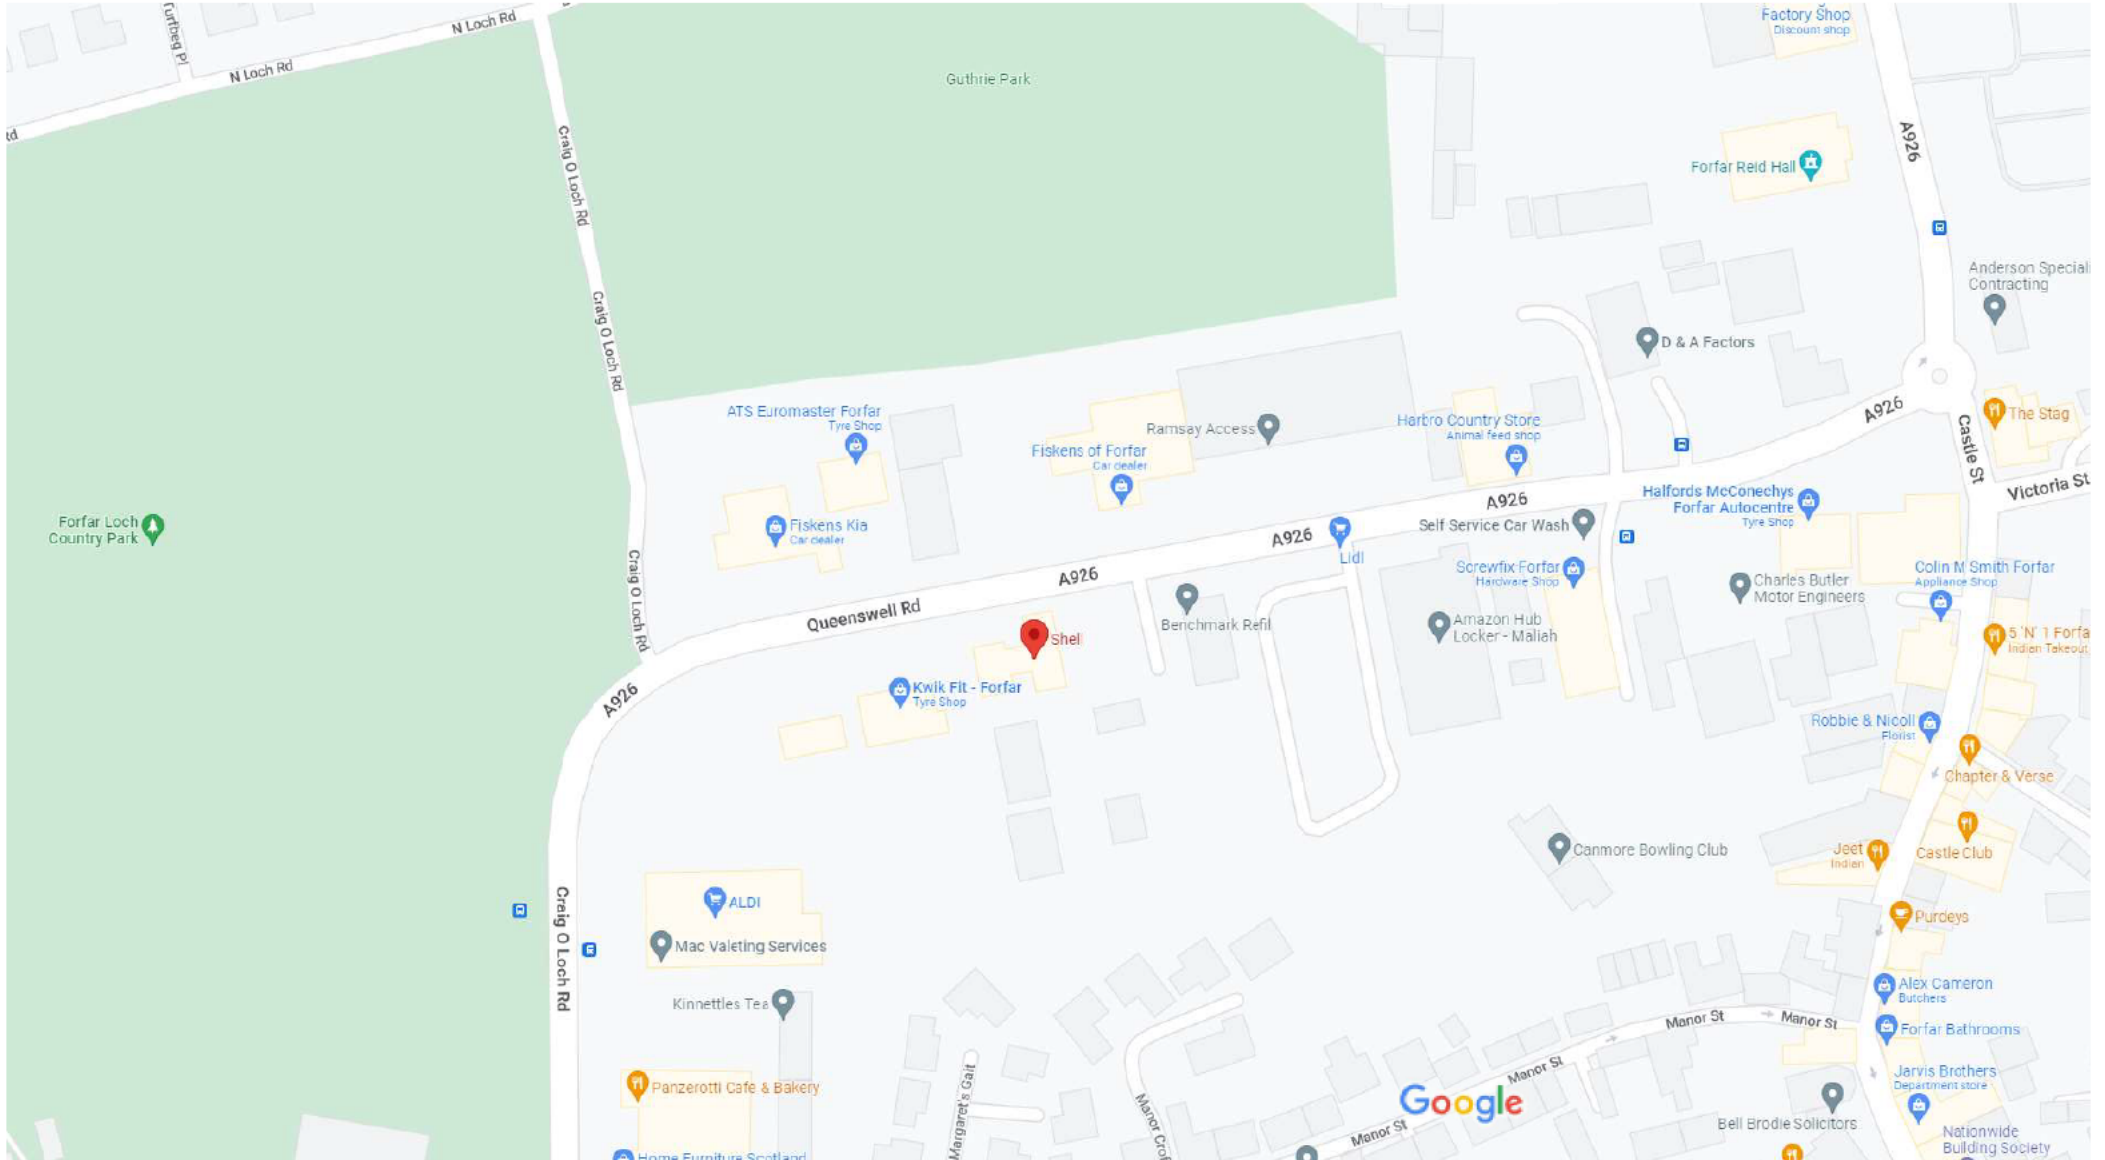 N Loch Rd
Factory Shop
Discount shop
N Loch Rd
Guthrie Park
Craig O Loch Rd
A926
Forfar Reid Hall
Anderson Speciali
Contracting
Craig O Loch Rd
D & A Factors
ATS Euromaster Forfar
Tyre Shop
Fiskens of Forfar
Car dealer
Ramsay Access
Harbro Country Store
Animal feed shop
A926
The Stag
Castle St
Victoria St
Forfar Loch
Country Park
Fiskens Kia
Car dealer
A926
A926
Lidl
Self Service Car Wash
Halfords McConechys
Forfar Autocentre
Tyre Shop
Craig O Loch Rd
A926
Queenswell Rd
Screwfix Forfar
Hardware Shop
Charles Butler
Motor Engineers
Colin M Smith Forfar
Appliance Shop
Benchmark Refil
Amazon Hub
Locker - Maliah
5 'N' 1 Forfa
Indian Takeout
Shell
A926
Kwik Fit - Forfar
Tyre Shop
Robbie & Nicoll
Florist
Chapter & Verse
Canmore Bowling Club
Jeet
Indian
Castle Club
ALDI
Mac Valeting Services
Craig O Loch Rd
Purdeys
Kinnettles Tea
Alex Cameron
Butchers
Manor St
Manor St
Forfar Bathrooms
Panzerotti Cafe & Bakery
Margaret's Gait
Manor St
Jarvis Brothers
Department store
Google
Manor St
Bell Brodie Solicitors
Nationwide
Building Society
Home Furniture Scotland